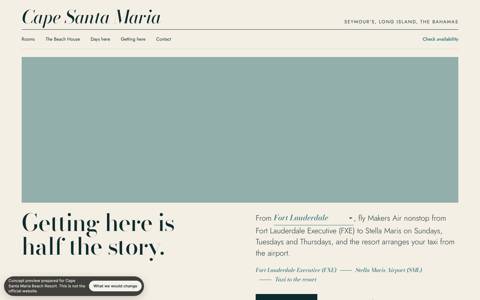 Cape Santa Maria
SEYMOUR'S, LONG ISLAND, THE BAHAMAS
Rooms The Beach House Days here Getting here Contact Check availability
Getting here is
half the story.
From Fort Lauderdale , fly Makers Air nonstop from
Fort Lauderdale Executive (FXE) to Stella Maris on Sundays,
Tuesdays and Thursdays, and the resort arranges your taxi from
the airport
Fort Lauderdale Executive (FXE) — Stella Maris Airport (SML)
— Taxi to the resort
Concept preview prepared for Cape
Santa Maria Beach Resort. This is not the
official website.
What we would change